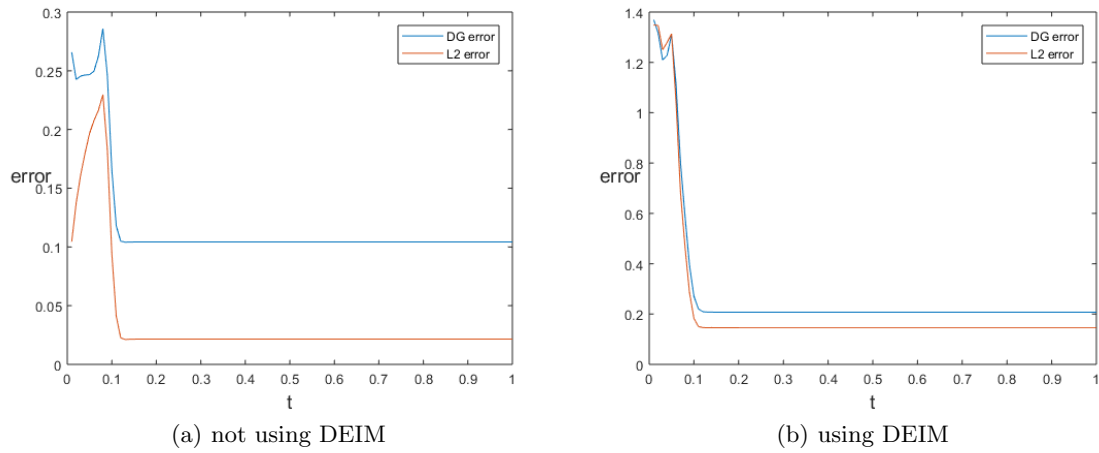 0.3
0.25
0.2
0.15
0.1
0.05
0
error
0 0.1 0.2 0.3 0.4 0.5 0.6 0.7 0.8 0.9 1
t
DG error
L2 error
(a) not using DEIM
1.4
1.2
1
0.8
0.6
0.4
0.2
0
error
0 0.1 0.2 0.3 0.4 0.5 0.6 0.7 0.8 0.9 1
t
DG error
L2 error
(b) using DEIM